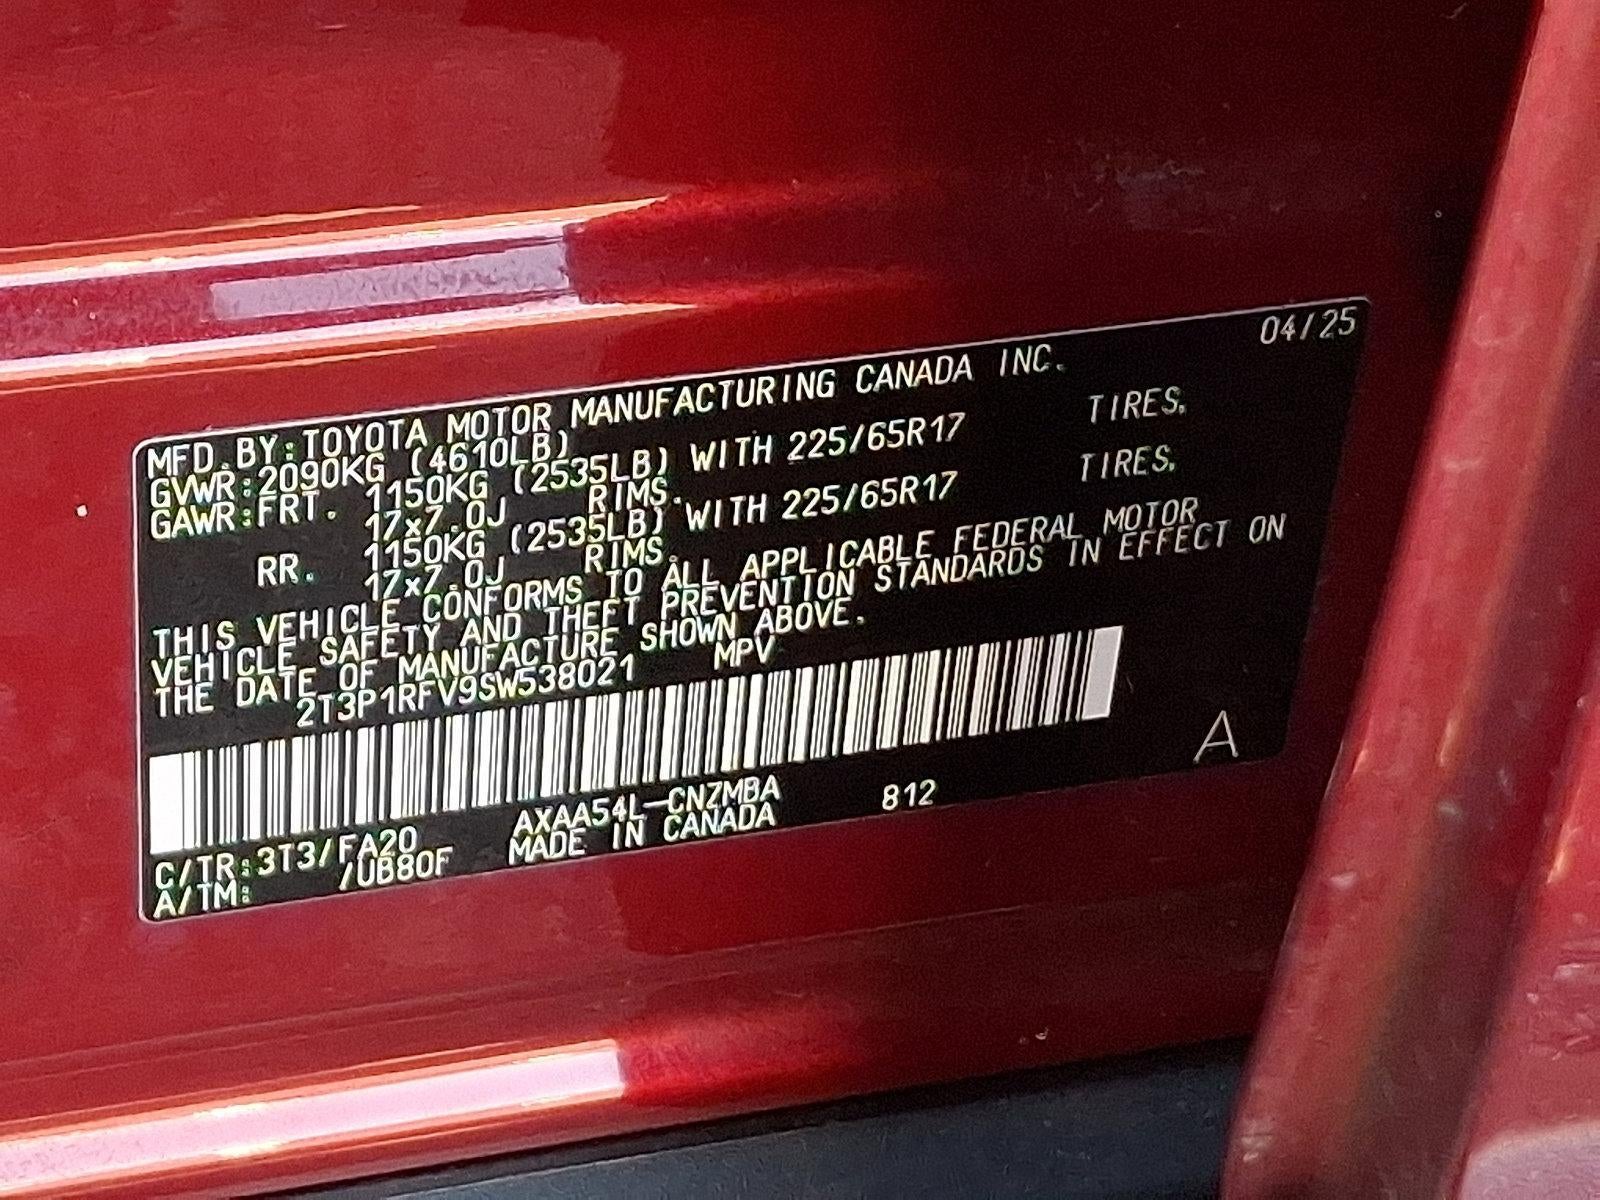 04/25
MFD.BY:TOYOTA MOTOR MANUFACTURING CANADA INC.
GVWR:2090KG (4610LB)
GAWR:FRT. 1150KG (2535LB) WITH 225/65R17 TIRES.
17x7.0J RIMS.
RR. 1150KG (2535LB) WITH 225/65R17 TIRES.
17x7.0J RIMS.
THIS VEHICLE CONFORMS TO ALL APPLICABLE FEDERAL MOTOR
VEHICLE SAFETY AND THEFT PREVENTION STANDARDS IN EFFECT ON
THE DATE OF MANUFACTURE SHOWN ABOVE.
2T3P1RFV9SW538021 MPV
A
C/TR:3T3/FA20 AXAA54L-CNZMBA 812
A/TM: /UB80F MADE IN CANADA